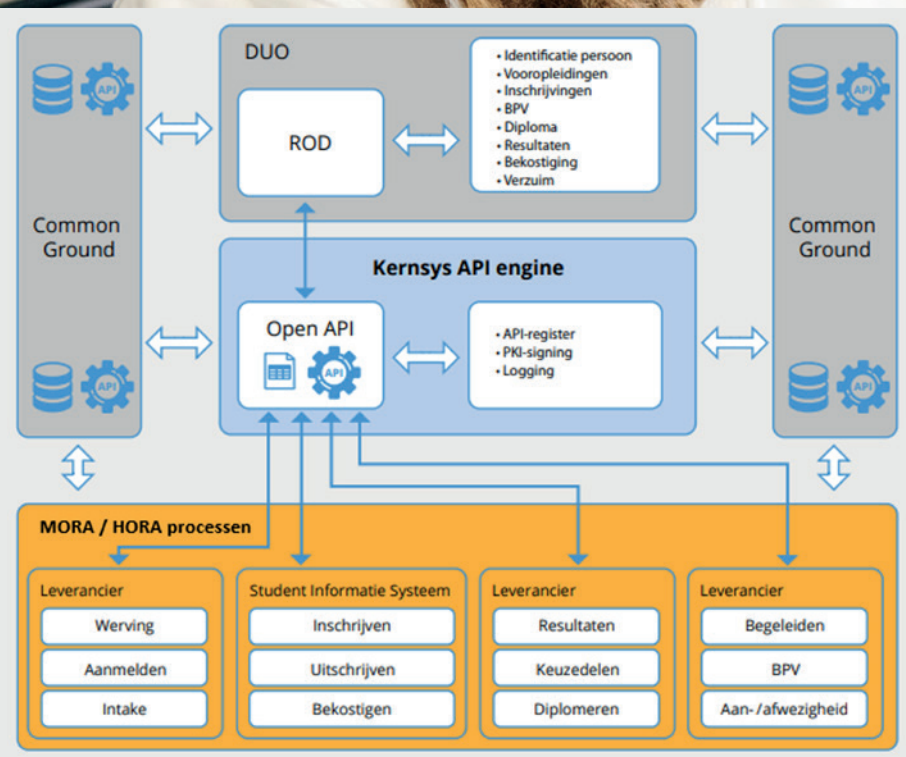 DUO
• Identificatie persoon
• Vooropleidingen
• Inschrijvingen
• BPV
• Diploma
• Resultaten
• Bekostiging
• Verzuim
ROD
API
API
Common
Ground
Common
Ground
Kernsys API engine
Open API
API
• API-register
• PKI-signing
• Logging
API
API
MORA / HORA processen
Leverancier
Werving
Aanmelden
Intake
Student Informatie Systeem
Inschrijven
Uitschrijven
Bekostigen
Leverancier
Resultaten
Keuzedelen
Diplomeren
Leverancier
Begeleiden
BPV
Aan-/afwezigheid